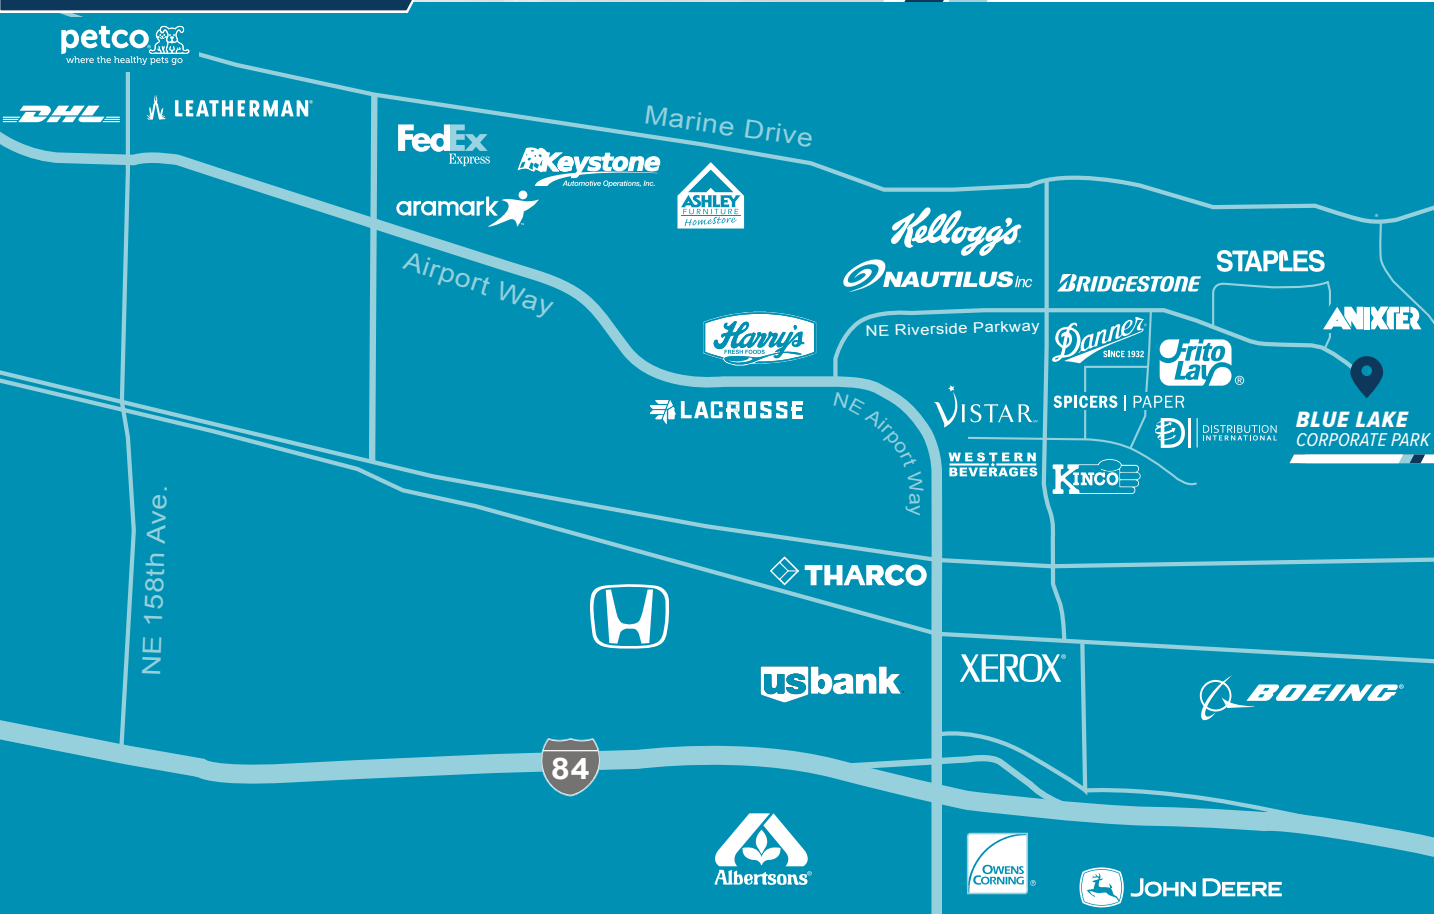 petco
where the healthy pets go
DHL
LEATHERMAN®
FedEx
Express
Keystone
Automotive Operations, Inc.
aramark
Marine Drive
ASHLEY
FURNITURE
HomeStore
Kellogg's®
NAUTILUS Inc
BRIDGESTONE
STAPLES
ANIXTER
Airport Way
Harry's
FRESH FOODS
NE Riverside Parkway
Danner®
SINCE 1932
Frito
Lay®
LACROSSE
NE Airport Way
VISTAR
SPICERS | PAPER
DI DISTRIBUTION
INTERNATIONAL
BLUE LAKE
CORPORATE PARK
WESTERN
BEVERAGES
KINCO
NE 158th Ave.
THARCO
usbank
XEROX®
BOEING®
84
Albertsons®
OWENS
CORNING®
JOHN DEERE